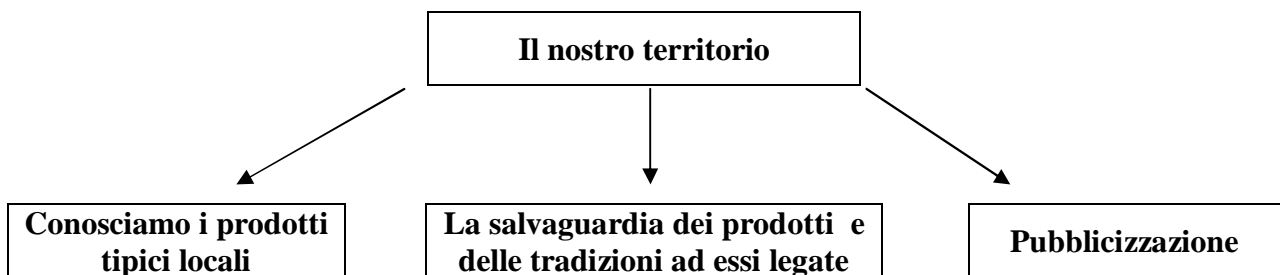 Il nostro territorio
Conosciamo i prodotti
tipici locali
La salvaguardia dei prodotti e
delle tradizioni ad essi legate
Pubblicizzazione